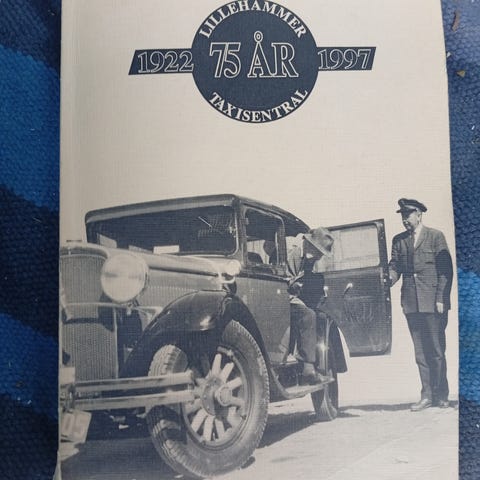 LILLEHAMMER
1922 75 ÅR 1997
TAXISENTRAL